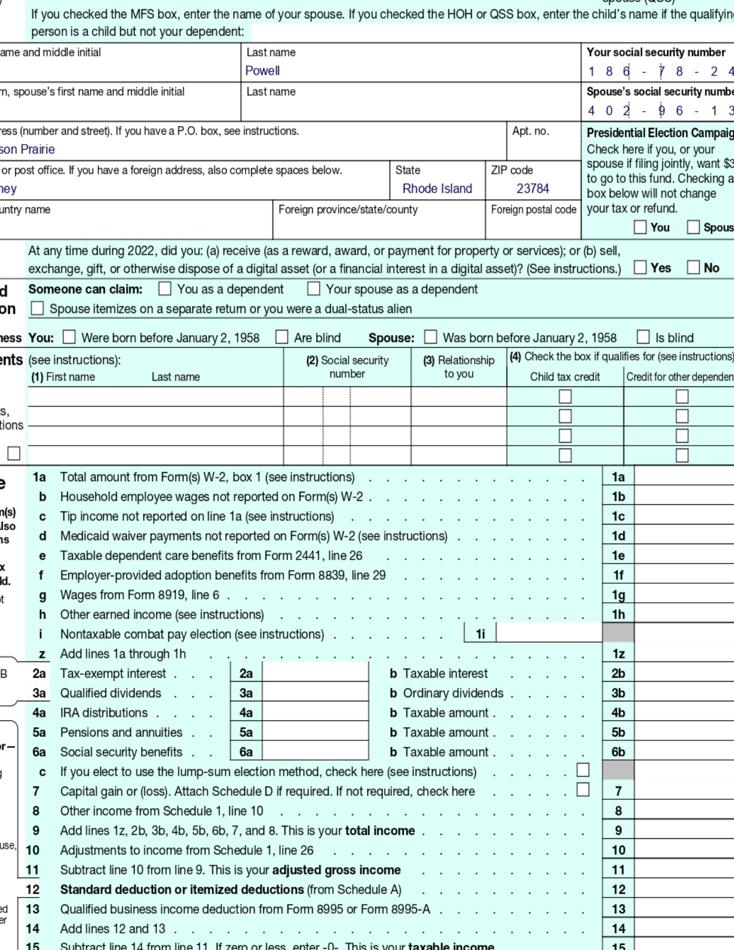 If you checked the MFS box, enter the name of your spouse. If you checked the HOH or QSS box, enter the child's name if the qualifying
person is a child but not your dependent:
ame and middle initial Last name Your social security number
Powell 1 8 6 - 7 8 - 2 4
n, spouse's first name and middle initial Last name Spouse's social security numbe
4 0 2 - 9 6 - 1 3
ress (number and street). If you have a P.O. box, see instructions. Apt. no. Presidential Election Campaig
son Prairie Check here if you, or your
or post office. If you have a foreign address, also complete spaces below. State ZIP code spouse if filing jointly, want $3
ney Rhode Island 23784 to go to this fund. Checking a
box below will not change
untry name Foreign province/state/county Foreign postal code your tax or refund.
You Spous
At any time during 2022, did you: (a) receive (as a reward, award, or payment for property or services); or (b) sell,
exchange, gift, or otherwise dispose of a digital asset (or a financial interest in a digital asset)? (See instructions.) Yes No
d Someone can claim: You as a dependent Your spouse as a dependent
on Spouse itemizes on a separate return or you were a dual-status alien
ness You: Were born before January 2, 1958 Are blind Spouse: Was born before January 2, 1958 Is blind
ents (see instructions): (2) Social security number (3) Relationship to you (4) Check the box if qualifies for (see instructions)
(1) First name Last name Child tax credit Credit for other dependen
s,
tions
1a Total amount from Form(s) W-2, box 1 (see instructions) 1a
b Household employee wages not reported on Form(s) W-2 1b
c Tip income not reported on line 1a (see instructions) 1c
d Medicaid waiver payments not reported on Form(s) W-2 (see instructions) 1d
e Taxable dependent care benefits from Form 2441, line 26 1e
f Employer-provided adoption benefits from Form 8839, line 29 1f
g Wages from Form 8919, line 6 1g
h Other earned income (see instructions) 1h
i Nontaxable combat pay election (see instructions) 1i
z Add lines 1a through 1h 1z
2a Tax-exempt interest 2a b Taxable interest 2b
3a Qualified dividends 3a b Ordinary dividends 3b
4a IRA distributions 4a b Taxable amount 4b
5a Pensions and annuities 5a b Taxable amount 5b
6a Social security benefits 6a b Taxable amount 6b
c If you elect to use the lump-sum election method, check here (see instructions)
7 Capital gain or (loss). Attach Schedule D if required. If not required, check here 7
8 Other income from Schedule 1, line 10 8
9 Add lines 1z, 2b, 3b, 4b, 5b, 6b, 7, and 8. This is your total income 9
10 Adjustments to income from Schedule 1, line 26 10
11 Subtract line 10 from line 9. This is your adjusted gross income 11
12 Standard deduction or itemized deductions (from Schedule A) 12
13 Qualified business income deduction from Form 8995 or Form 8995-A 13
14 Add lines 12 and 13 14
15 Subtract line 14 from line 11. If zero or less, enter -0-. This is your taxable income 15